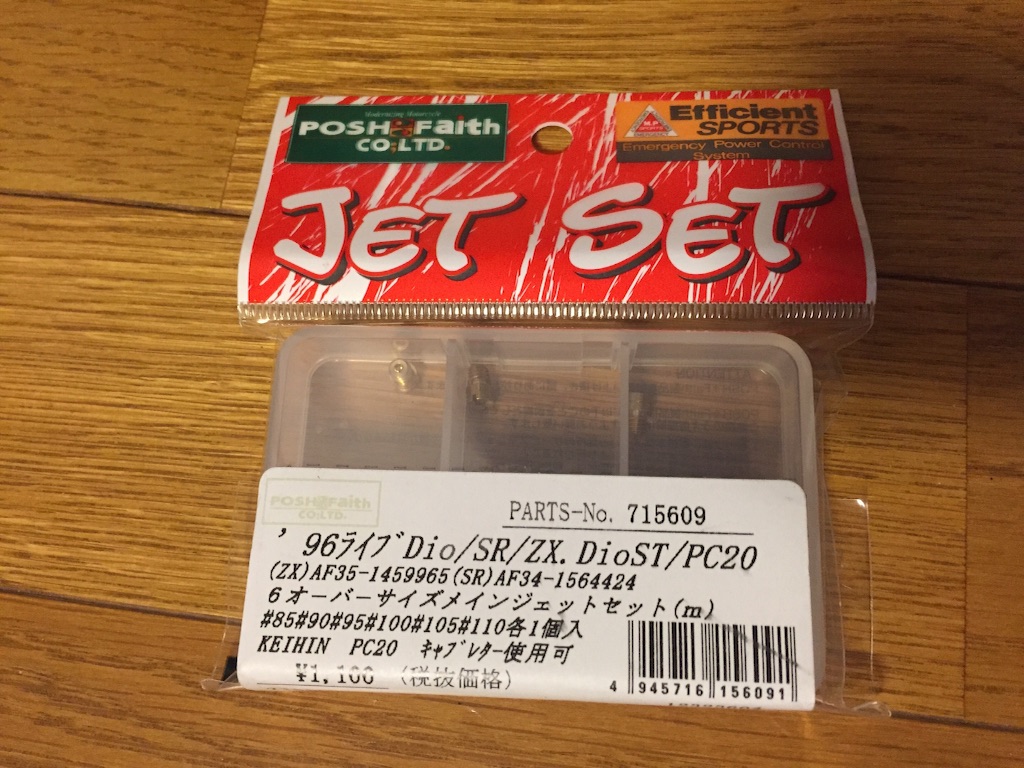 Modernizing Motorcycle
POSH Faith
CO.,LTD.
M.P
SPORTS
EMERGENCY
Efficient
SPORTS
Emergency Power Control
System
JET SET
POSH Faith
CO.,LTD.
PARTS-No. 715609
'96ﾗｲﾌﾞDio/SR/ZX.DioST/PC20
(ZX)AF35-1459965(SR)AF34-1564424
6オーバーサイズメインジェットセット(m)
#85#90#95#100#105#110各1個入
KEIHIN PC20 ｷｬﾌﾞﾚﾀｰ使用可
¥1,100 (税抜価格)
4 945716 156091